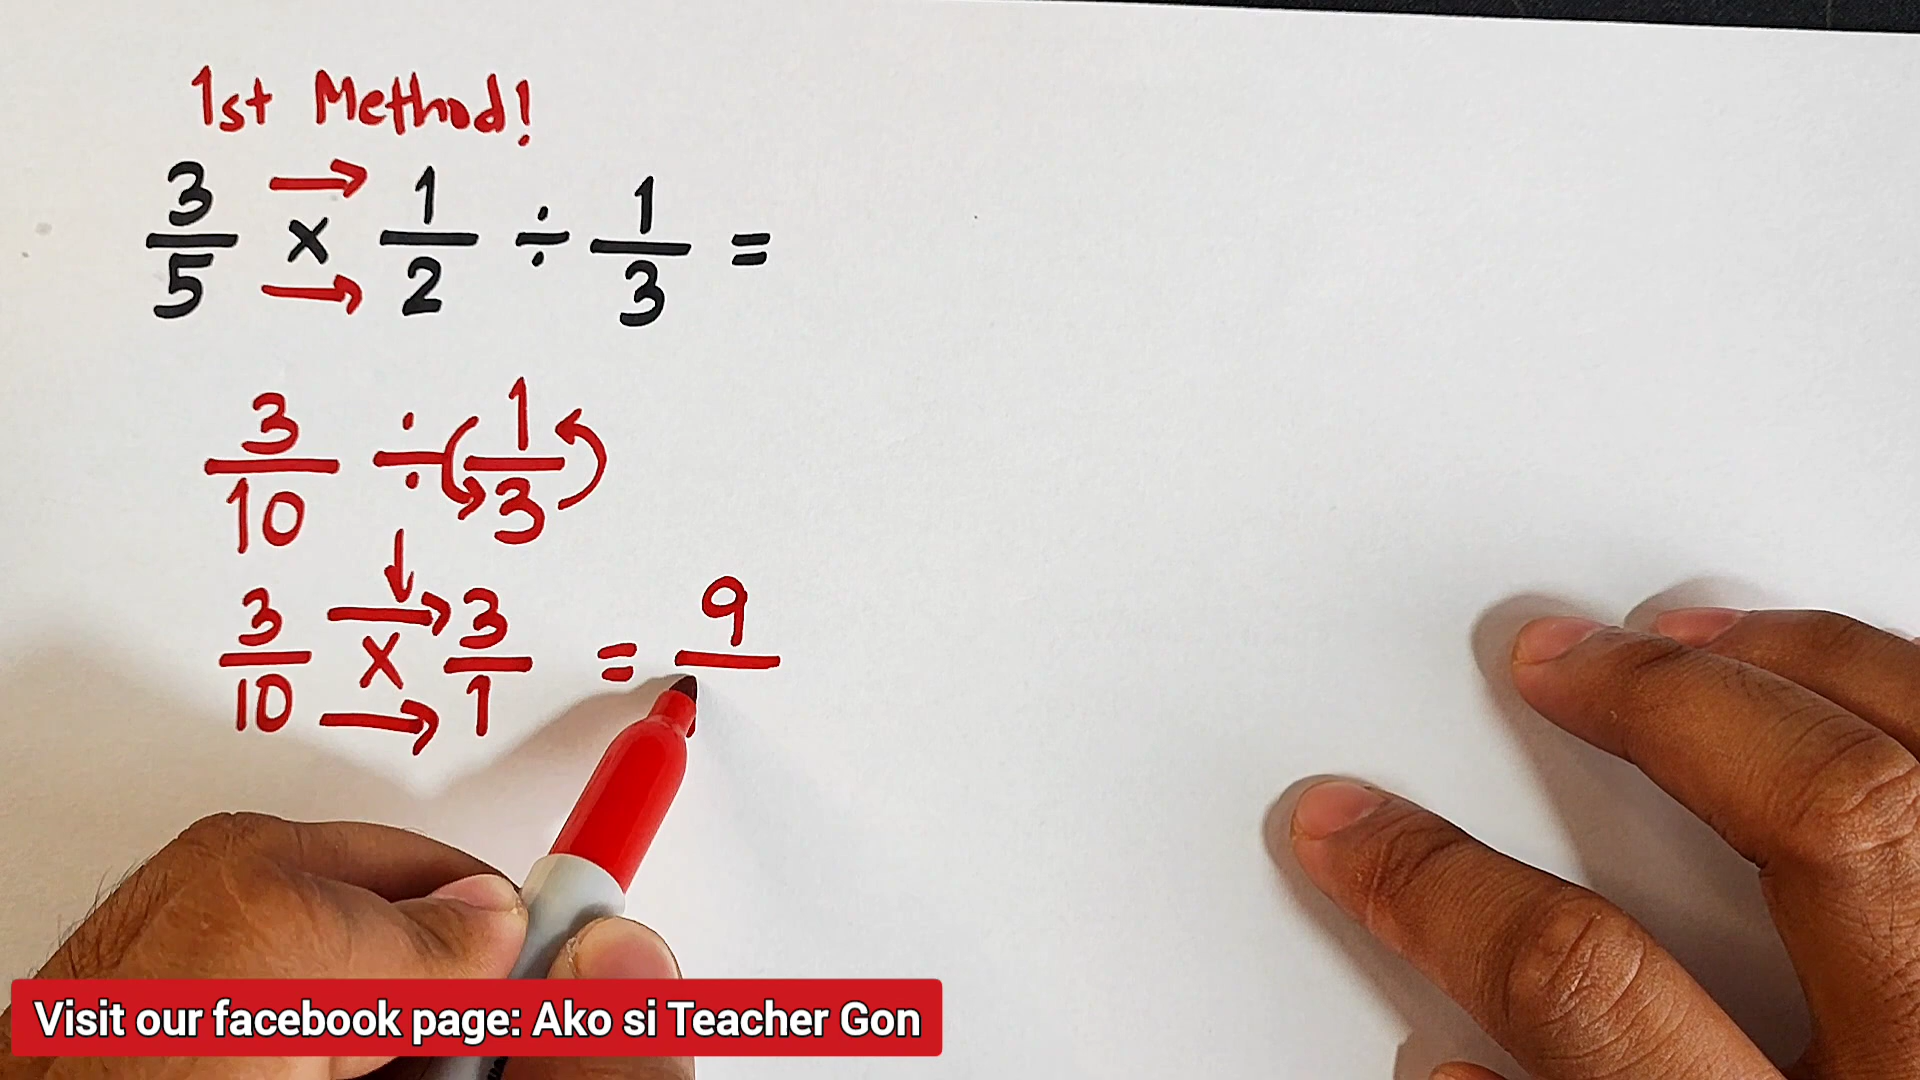 1st Method!
3/5 → × → 1/2 ÷ 1/3 =
3/10 ÷ 1/3
↓
3/10 → × → 3/1 = 9/
Visit our facebook page: Ako si Teacher Gon